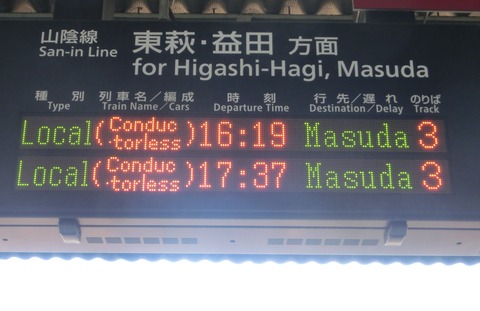 山陰線 東萩・益田 方面
San-in Line for Higashi-Hagi, Masuda
種別 列車名／編成 時刻 行先／遅れ のりば
Type Train Name / Cars Departure Time Destination / Delay Track
Local (Conduc-torless) 16:19 Masuda 3
Local (Conduc-torless) 17:37 Masuda 3